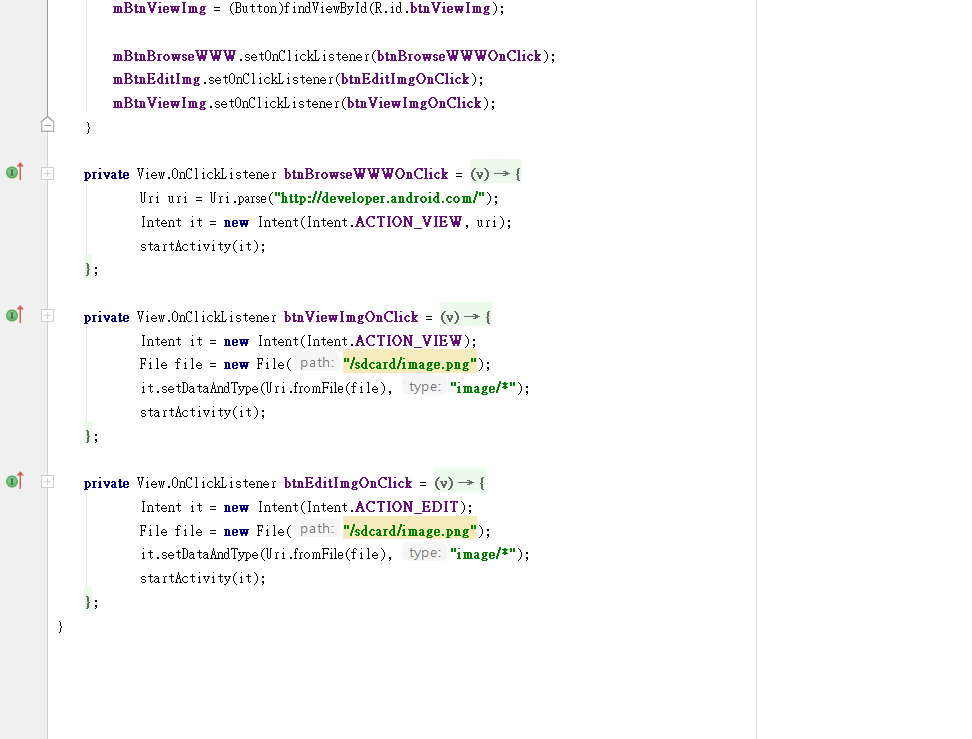 mBtnViewImg = (Button)findViewById(R.id.btnViewImg);
mBtnBrowseWWW.setOnClickListener(btnBrowseWWWOnClick);
mBtnEditImg.setOnClickListener(btnEditImgOnClick);
mBtnViewImg.setOnClickListener(btnViewImgOnClick);
}
private View.OnClickListener btnBrowseWWWOnClick = (v) → {
Uri uri = Uri.parse("http://developer.android.com/");
Intent it = new Intent(Intent.ACTION_VIEW, uri);
startActivity(it);
};
private View.OnClickListener btnViewImgOnClick = (v) → {
Intent it = new Intent(Intent.ACTION_VIEW);
File file = new File( path: "/sdcard/image.png");
it.setDataAndType(Uri.fromFile(file), type: "image/*");
startActivity(it);
};
private View.OnClickListener btnEditImgOnClick = (v) → {
Intent it = new Intent(Intent.ACTION_EDIT);
File file = new File( path: "/sdcard/image.png");
it.setDataAndType(Uri.fromFile(file), type: "image/*");
startActivity(it);
};
}